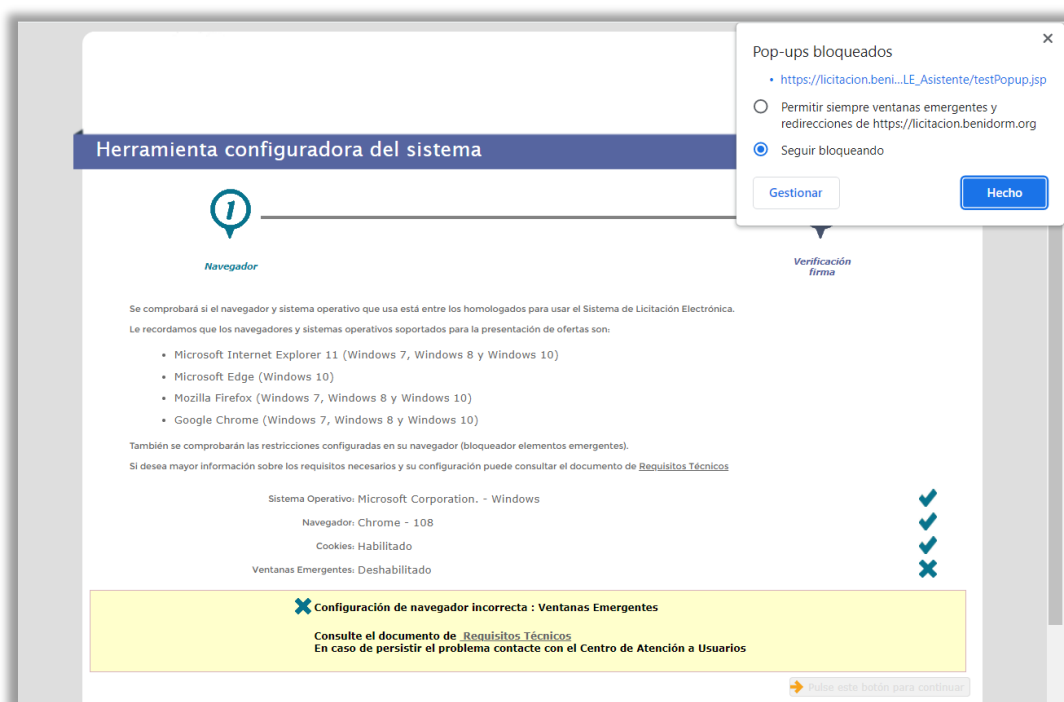 Pop-ups bloqueados
https://licitacion.beni...LE_Asistente/testPopup.jsp
Permitir siempre ventanas emergentes y
redirecciones de https://licitacion.benidorm.org
Seguir bloqueando
Gestionar
Hecho
Herramienta configuradora del sistema
1
Navegador
Verificación
firma
Se comprobará si el navegador y sistema operativo que usa está entre los homologados para usar el Sistema de Licitación Electrónica.
Le recordamos que los navegadores y sistemas operativos soportados para la presentación de ofertas son:
• Microsoft Internet Explorer 11 (Windows 7, Windows 8 y Windows 10)
• Microsoft Edge (Windows 10)
• Mozilla Firefox (Windows 7, Windows 8 y Windows 10)
• Google Chrome (Windows 7, Windows 8 y Windows 10)
También se comprobarán las restricciones configuradas en su navegador (bloqueador elementos emergentes).
Si desea mayor información sobre los requisitos necesarios y su configuración puede consultar el documento de Requisitos Técnicos
Sistema Operativo: Microsoft Corporation. - Windows
Navegador: Chrome - 108
Cookies: Habilitado
Ventanas Emergentes: Deshabilitado
Configuración de navegador incorrecta : Ventanas Emergentes
Consulte el documento de Requisitos Técnicos
En caso de persistir el problema contacte con el Centro de Atención a Usuarios
Pulse este botón para continuar